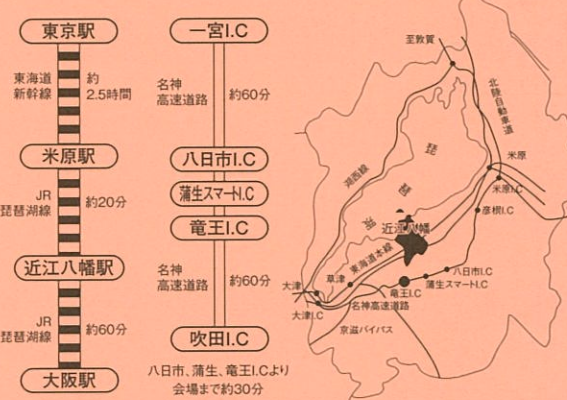 東京駅
東海道
新幹線
約
2.5時間
米原駅
JR
琵琶湖線
約20分
近江八幡駅
JR
琵琶湖線
約60分
大阪駅
一宮I.C
名神
高速道路
約60分
八日市I.C
蒲生スマートI.C
竜王I.C
名神
高速道路
約60分
吹田I.C
八日市、蒲生、竜王I.Cより
会場まで約30分
至敦賀
北陸自動車道
琵琶湖
湖西線
米原
米原I.C
彦根I.C
近江八幡
東海道本線
八日市I.C
蒲生スマートI.C
竜王I.C
名神高速道路
草津
大津
大津I.C
京滋バイパス